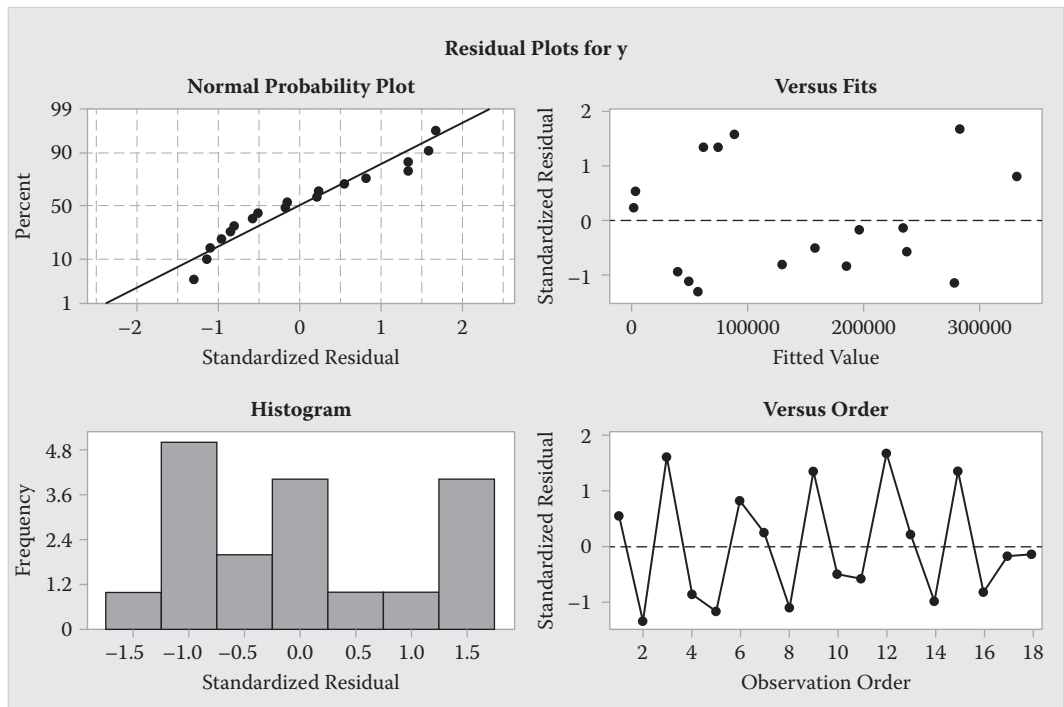 Residual Plots for y
Normal Probability Plot
99
90
50
10
1
Percent
−2 −1 0 1 2
Standardized Residual
Versus Fits
2
1
0
−1
Standardized Residual
0 100000 200000 300000
Fitted Value
Histogram
4.8
3.6
2.4
1.2
0
Frequency
−1.5 −1.0 −0.5 0.0 0.5 1.0 1.5
Standardized Residual
Versus Order
2
1
0
−1
Standardized Residual
2 4 6 8 10 12 14 16 18
Observation Order